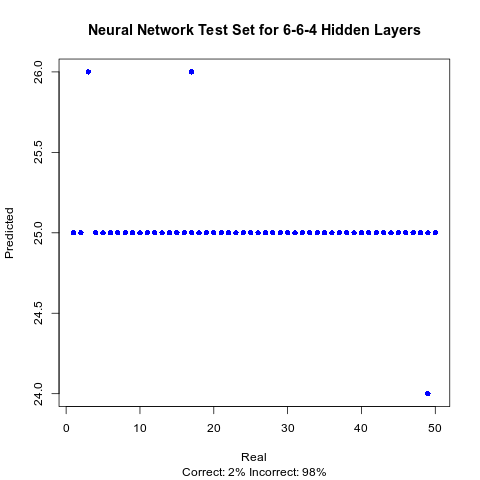 Neural Network Test Set for 6-6-4 Hidden Layers
26.0
25.5
25.0
24.5
24.0
Predicted
0 10 20 30 40 50
Real
Correct: 2% Incorrect: 98%